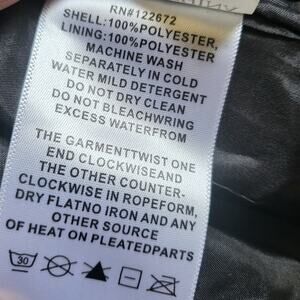 RN#122672
SHELL:100%POLYESTER,
LINING:100%POLYESTER
MACHINE WASH
SEPARATELY IN COLD
WATER MILD DETERGENT
DO NOT DRY CLEAN
DO NOT BLEACHWRING
EXCESS WATERFROM
THE GARMENTTWIST ONE
END CLOCKWISEAND
THE OTHER COUNTER-
CLOCKWISE IN ROPEFORM,
DRY FLATNO IRON AND ANY
OTHER SOURCE
OF HEAT ON PLEATEDPARTS
30